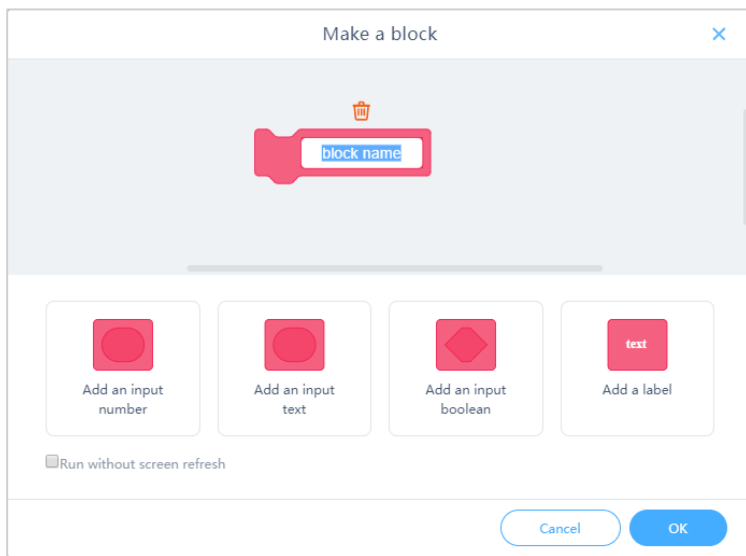 Make a block
block name
Add an input
number
Add an input
text
Add an input
boolean
text
Add a label
Run without screen refresh
Cancel
OK